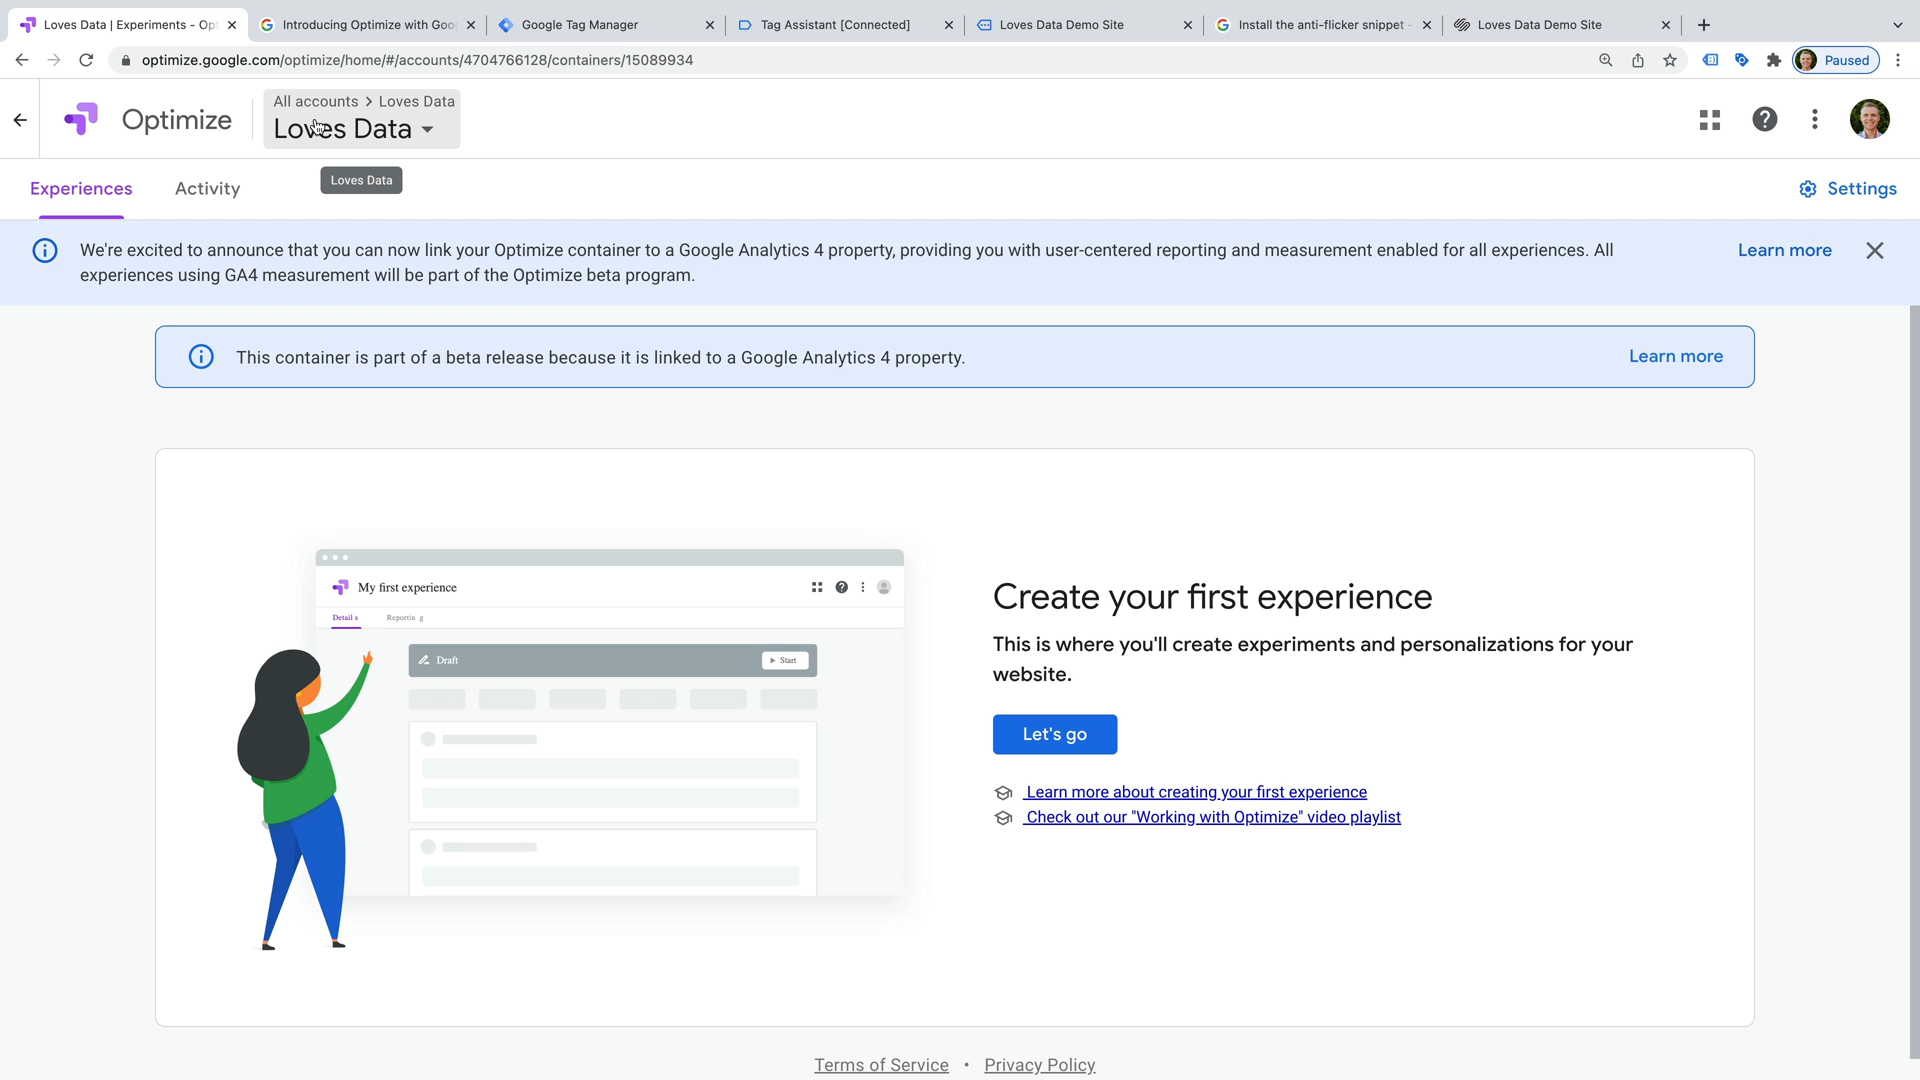 Loves Data | Experiments - Opt
Introducing Optimize with Goog
Google Tag Manager
Tag Assistant [Connected]
Loves Data Demo Site
Install the anti-flicker snippet -
Loves Data Demo Site
optimize.google.com/optimize/home/#/accounts/4704766128/containers/15089934
Paused
Optimize
All accounts > Loves Data
Loves Data
Loves Data
Experiences
Activity
Settings
We're excited to announce that you can now link your Optimize container to a Google Analytics 4 property, providing you with user-centered reporting and measurement enabled for all experiences. All
experiences using GA4 measurement will be part of the Optimize beta program.
Learn more
This container is part of a beta release because it is linked to a Google Analytics 4 property.
Learn more
My first experience
Detail s
Reportin g
Draft
Start
Create your first experience
This is where you'll create experiments and personalizations for your
website.
Let's go
Learn more about creating your first experience
Check out our "Working with Optimize" video playlist
Terms of Service • Privacy Policy